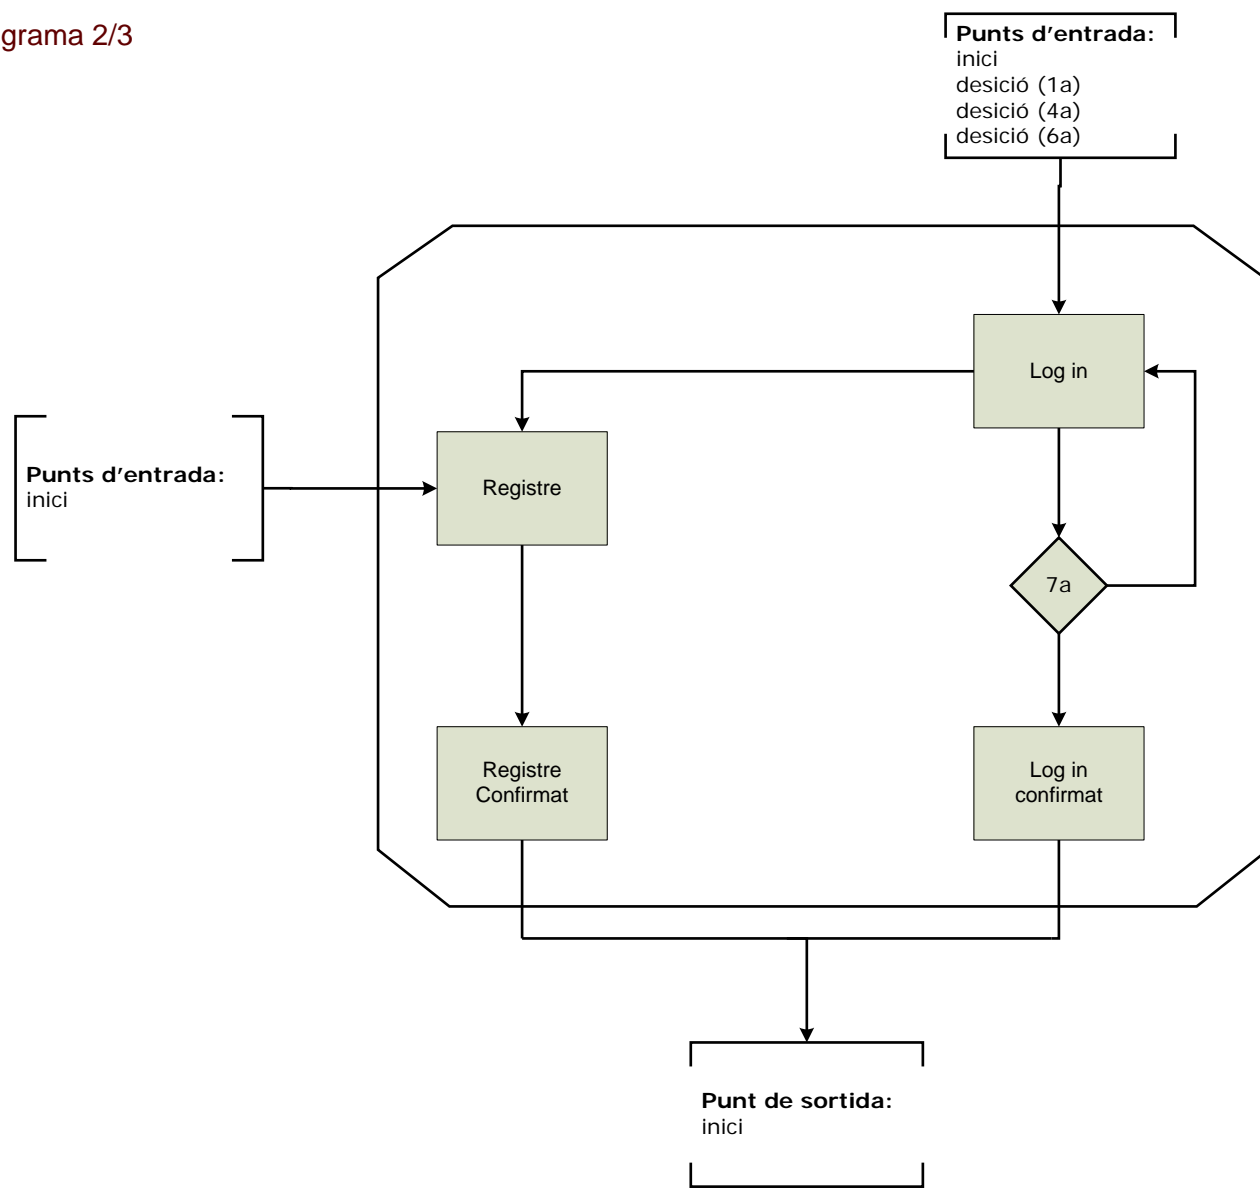 grama 2/3
Punts d’entrada:
inici
desició (1a)
desició (4a)
desició (6a)
Log in
Punts d’entrada:
inici
Registre
7a
Registre
Confirmat
Log in
confirmat
Punt de sortida:
inici